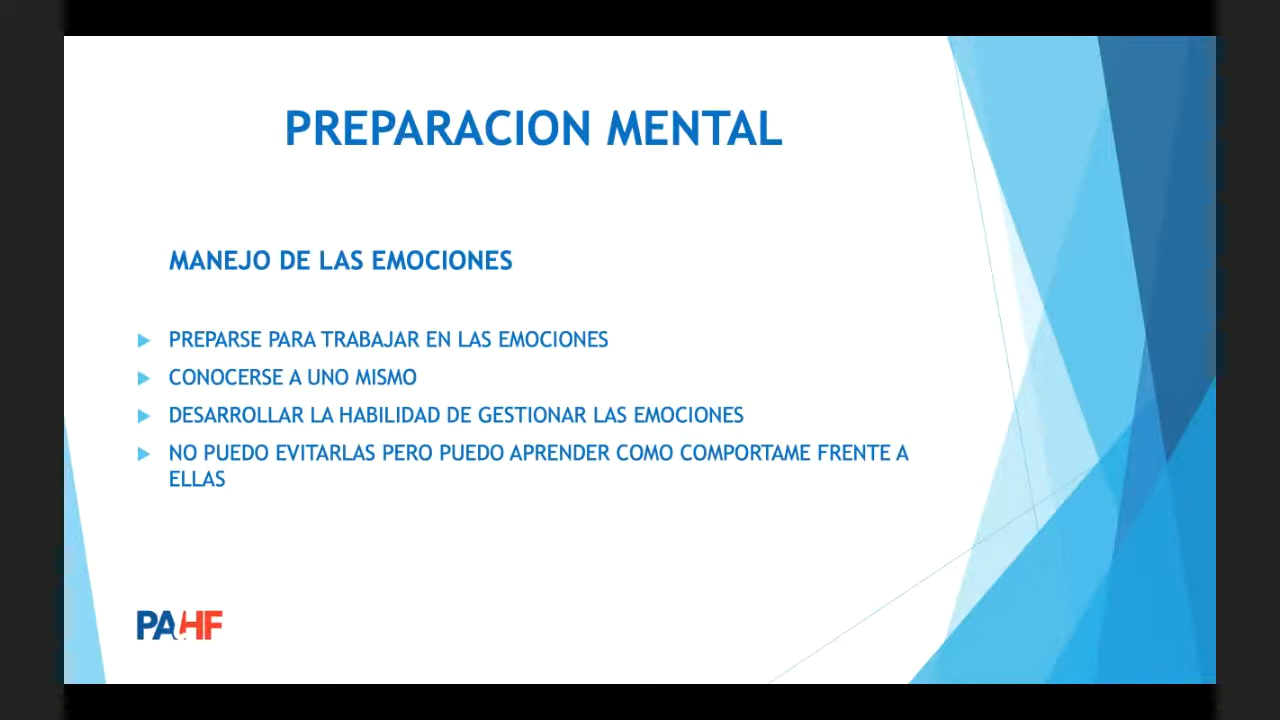 PREPARACION MENTAL
MANEJO DE LAS EMOCIONES
PREPARSE PARA TRABAJAR EN LAS EMOCIONES
CONOCERSE A UNO MISMO
DESARROLLAR LA HABILIDAD DE GESTIONAR LAS EMOCIONES
NO PUEDO EVITARLAS PERO PUEDO APRENDER COMO COMPORTAME FRENTE A
ELLAS
PAHF